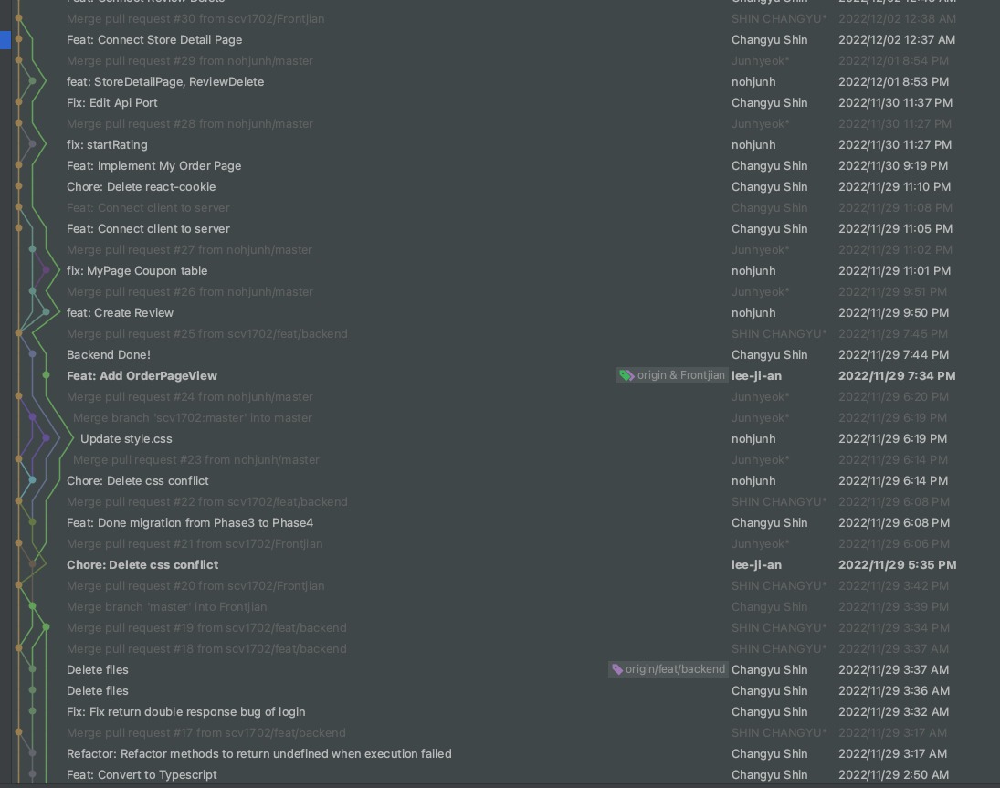 Feat: Connect Review Delete Changyu Shin
Merge pull request #30 from scv1702/Frontjian SHIN CHANGYU* 2022/12/02 12:38 AM
Feat: Connect Store Detail Page Changyu Shin 2022/12/02 12:37 AM
Merge pull request #29 from nohjunh/master Junhyeok* 2022/12/01 8:54 PM
feat: StoreDetailPage, ReviewDelete nohjunh 2022/12/01 8:53 PM
Fix: Edit Api Port Changyu Shin 2022/11/30 11:37 PM
Merge pull request #28 from nohjunh/master Junhyeok* 2022/11/30 11:27 PM
fix: startRating nohjunh 2022/11/30 11:27 PM
Feat: Implement My Order Page Changyu Shin 2022/11/30 9:19 PM
Chore: Delete react-cookie Changyu Shin 2022/11/29 11:10 PM
Feat: Connect client to server Changyu Shin 2022/11/29 11:08 PM
Feat: Connect client to server Changyu Shin 2022/11/29 11:05 PM
Merge pull request #27 from nohjunh/master Junhyeok* 2022/11/29 11:02 PM
fix: MyPage Coupon table nohjunh 2022/11/29 11:01 PM
Merge pull request #26 from nohjunh/master Junhyeok* 2022/11/29 9:51 PM
feat: Create Review nohjunh 2022/11/29 9:50 PM
Merge pull request #25 from scv1702/feat/backend SHIN CHANGYU* 2022/11/29 7:45 PM
Backend Done! Changyu Shin 2022/11/29 7:44 PM
Feat: Add OrderPageView origin & Frontjian lee-ji-an 2022/11/29 7:34 PM
Merge pull request #24 from nohjunh/master Junhyeok* 2022/11/29 6:20 PM
Merge branch 'scv1702:master' into master Junhyeok* 2022/11/29 6:19 PM
Update style.css nohjunh 2022/11/29 6:19 PM
Merge pull request #23 from nohjunh/master Junhyeok* 2022/11/29 6:14 PM
Chore: Delete css conflict nohjunh 2022/11/29 6:14 PM
Merge pull request #22 from scv1702/feat/backend SHIN CHANGYU* 2022/11/29 6:08 PM
Feat: Done migration from Phase3 to Phase4 Changyu Shin 2022/11/29 6:08 PM
Merge pull request #21 from scv1702/Frontjian Junhyeok* 2022/11/29 6:06 PM
Chore: Delete css conflict lee-ji-an 2022/11/29 5:35 PM
Merge pull request #20 from scv1702/Frontjian SHIN CHANGYU* 2022/11/29 3:42 PM
Merge branch 'master' into Frontjian Changyu Shin 2022/11/29 3:39 PM
Merge pull request #19 from scv1702/feat/backend SHIN CHANGYU* 2022/11/29 3:34 PM
Merge pull request #18 from scv1702/feat/backend SHIN CHANGYU* 2022/11/29 3:37 AM
Delete files origin/feat/backend Changyu Shin 2022/11/29 3:37 AM
Delete files Changyu Shin 2022/11/29 3:36 AM
Fix: Fix return double response bug of login Changyu Shin 2022/11/29 3:32 AM
Merge pull request #17 from scv1702/feat/backend SHIN CHANGYU* 2022/11/29 3:17 AM
Refactor: Refactor methods to return undefined when execution failed Changyu Shin 2022/11/29 3:17 AM
Feat: Convert to Typescript Changyu Shin 2022/11/29 2:50 AM